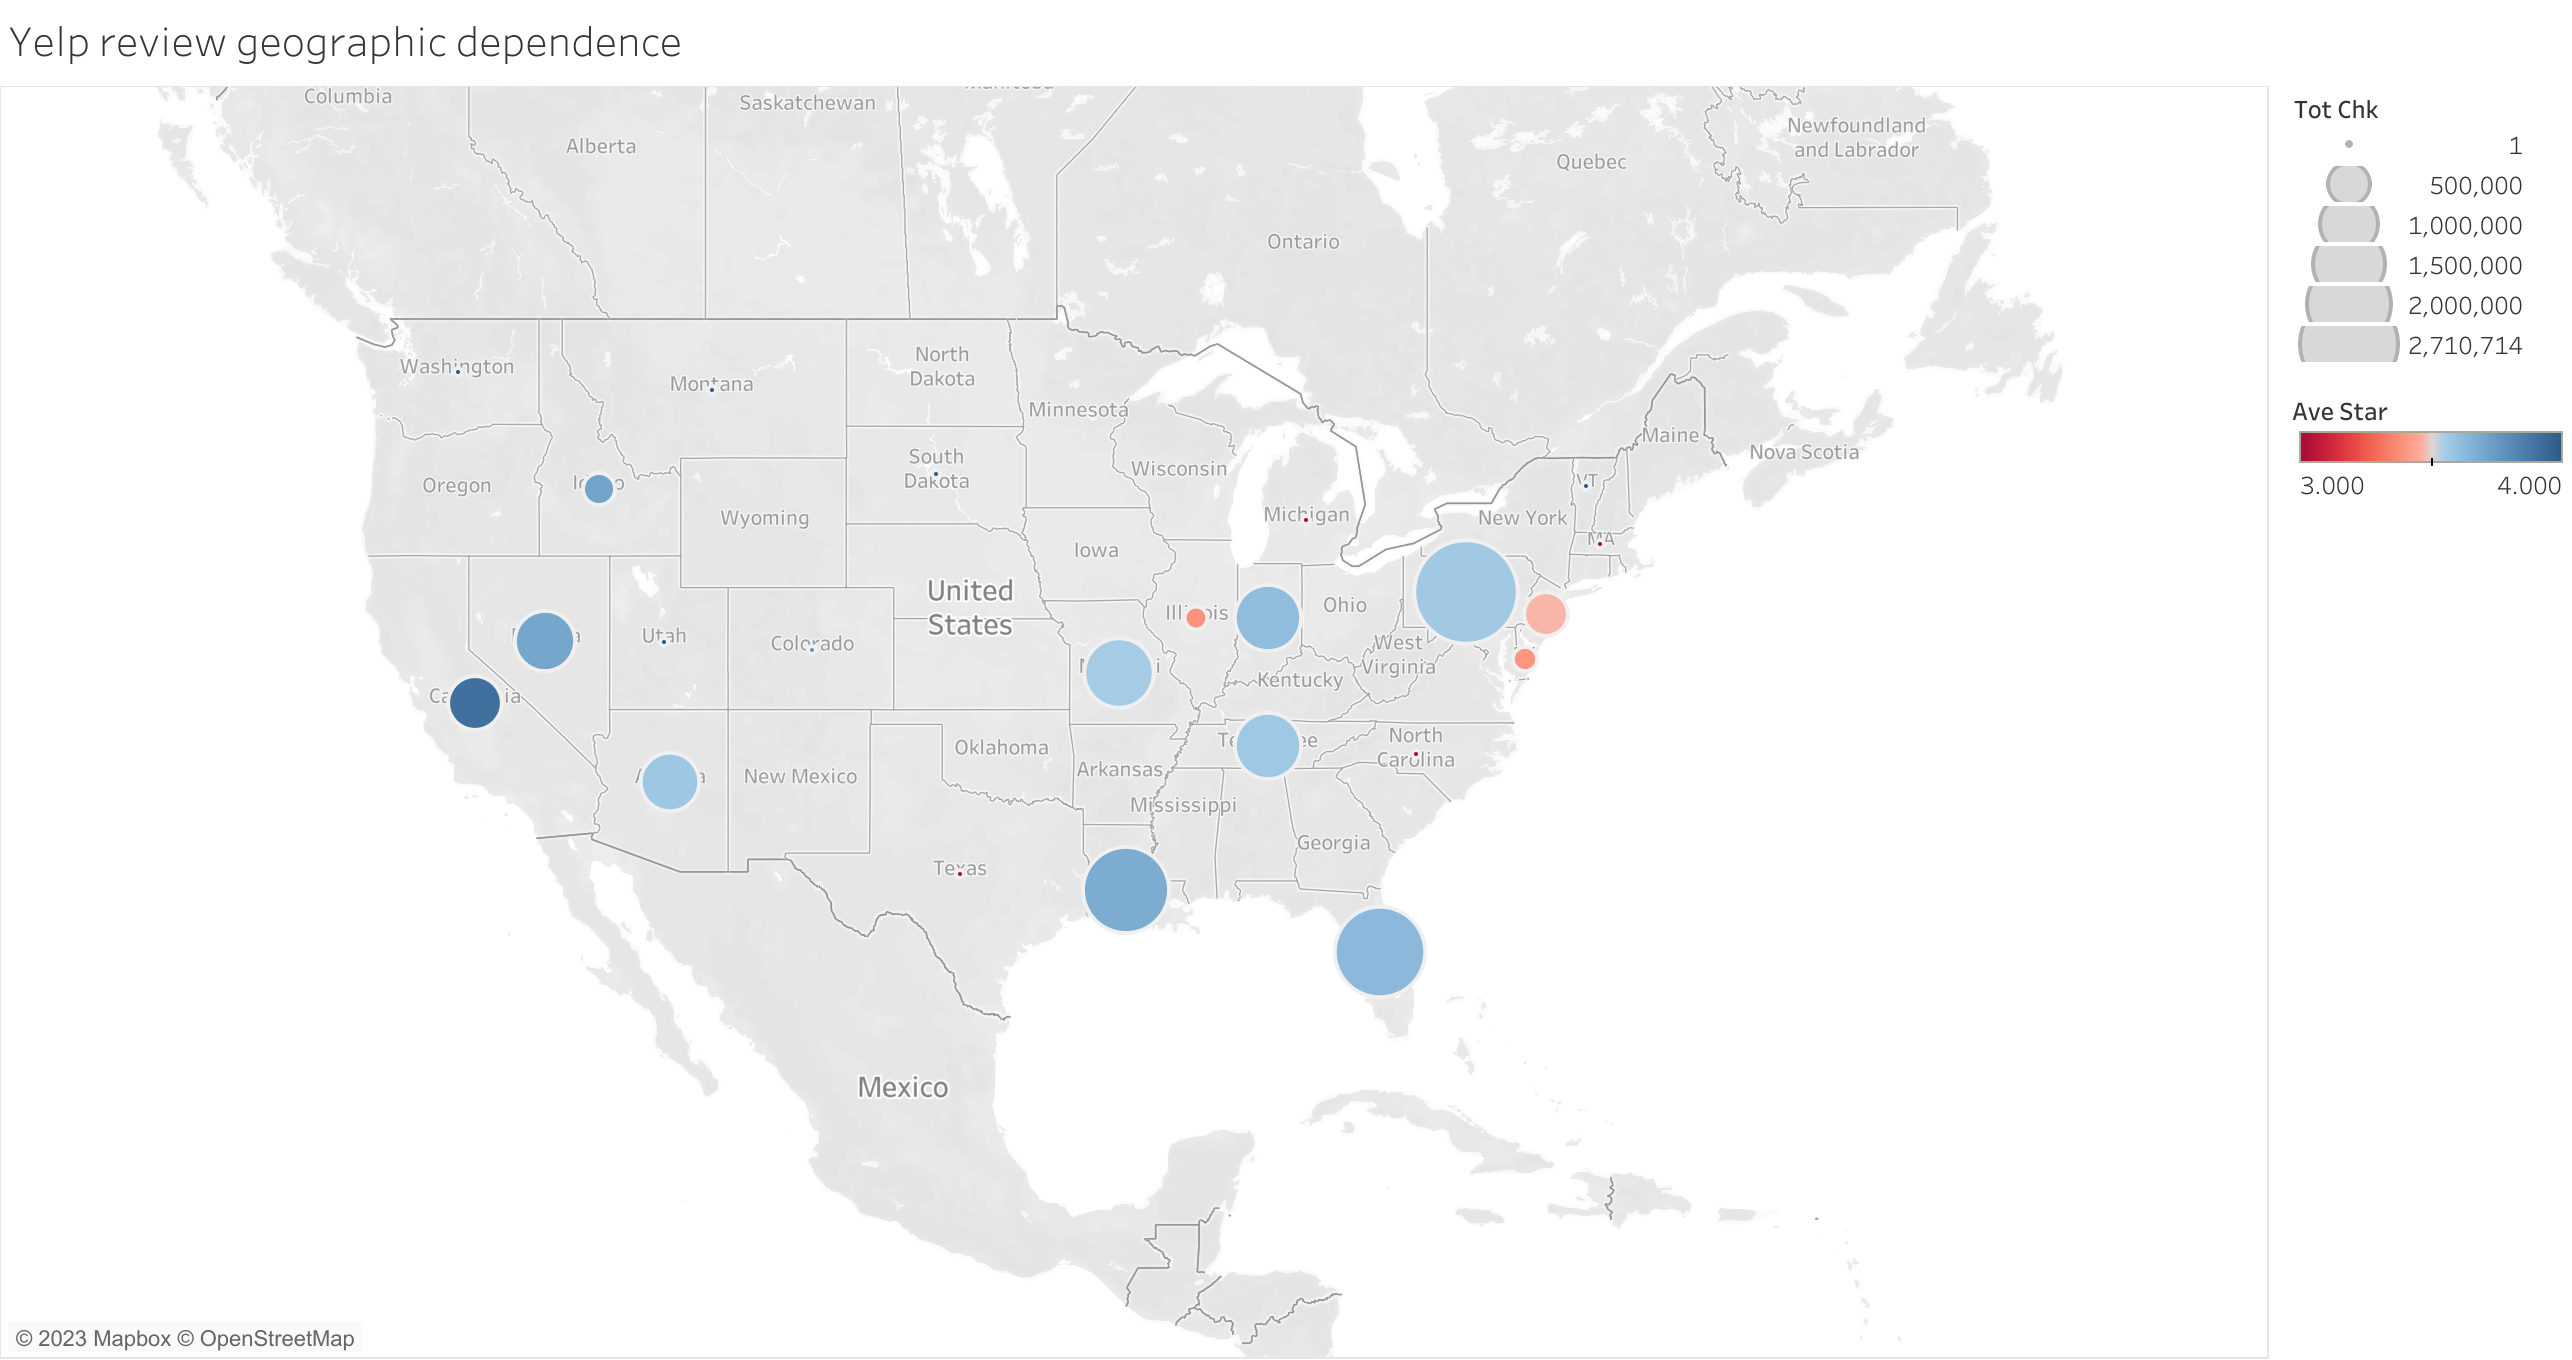 Yelp review geographic dependence
Columbia
Saskatchewan
Alberta
Newfoundland
and Labrador
Quebec
Ontario
Washington
Montana
North
Dakota
Minnesota
Maine
Nova Scotia
Oregon
South
Dakota
Wisconsin
VT
Wyoming
Michigan
New York
MA
Iowa
United
States
Ohio
Utah
Colorado
West
Virginia
Kentucky
Oklahoma
North
Carolina
New Mexico
Arkansas
Mississippi
Georgia
Texas
Mexico
© 2023 Mapbox © OpenStreetMap
Tot Chk
1
500,000
1,000,000
1,500,000
2,000,000
2,710,714
Ave Star
3.000 4.000